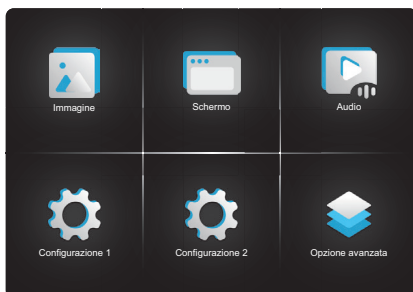 Immagine
Schermo
Audio
Configurazione 1
Configurazione 2
Opzione avanzata